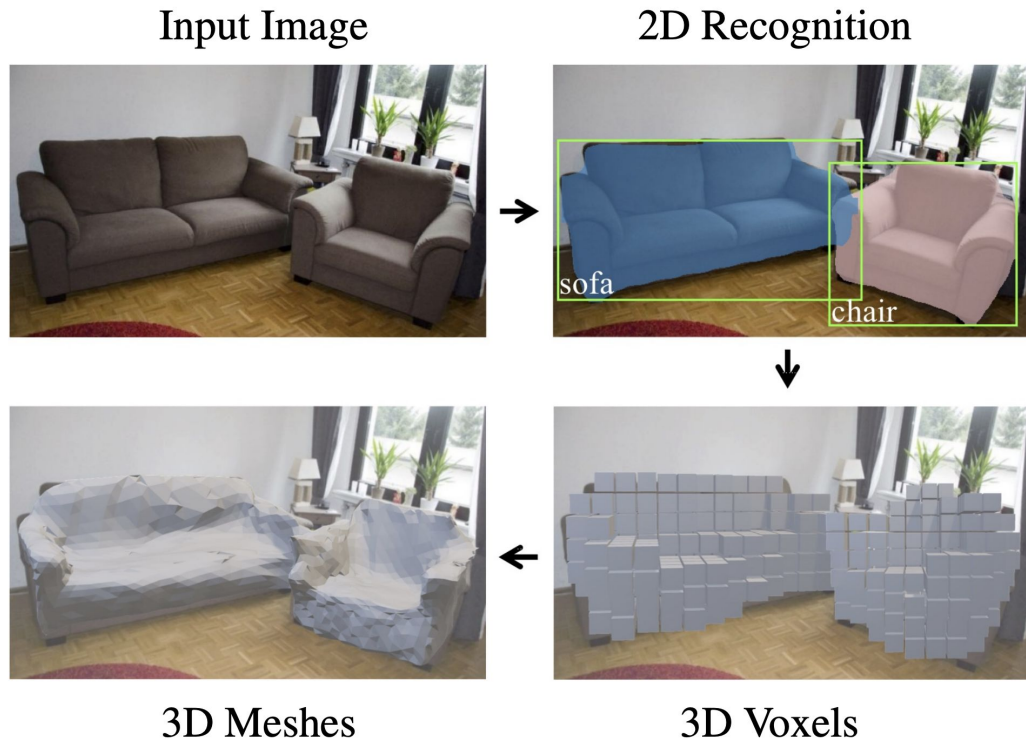 Input Image
2D Recognition
sofa
chair
3D Meshes
3D Voxels